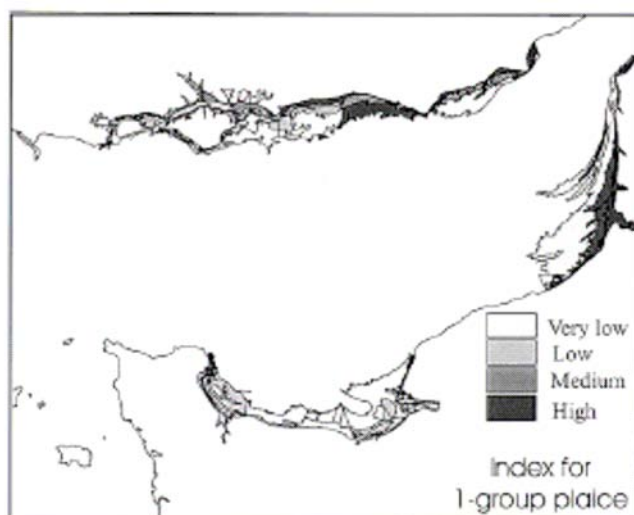 Very low
Low
Medium
High
Index for
1-group plaice